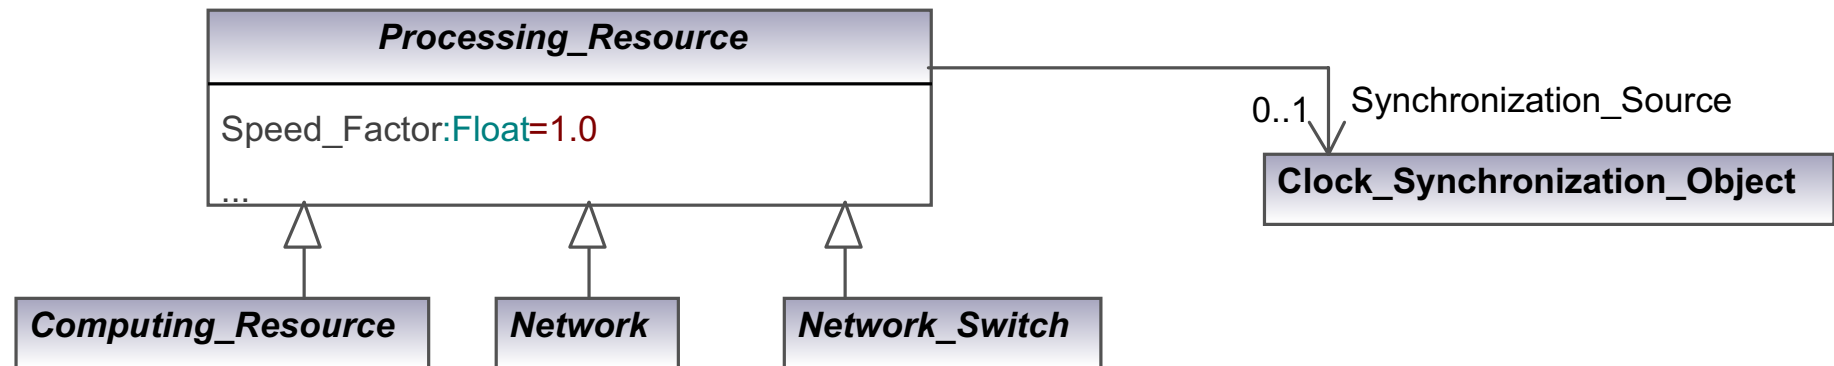 Processing_Resource
Speed_Factor:Float=1.0
...
0..1 Synchronization_Source
Clock_Synchronization_Object
Computing_Resource
Network
Network_Switch